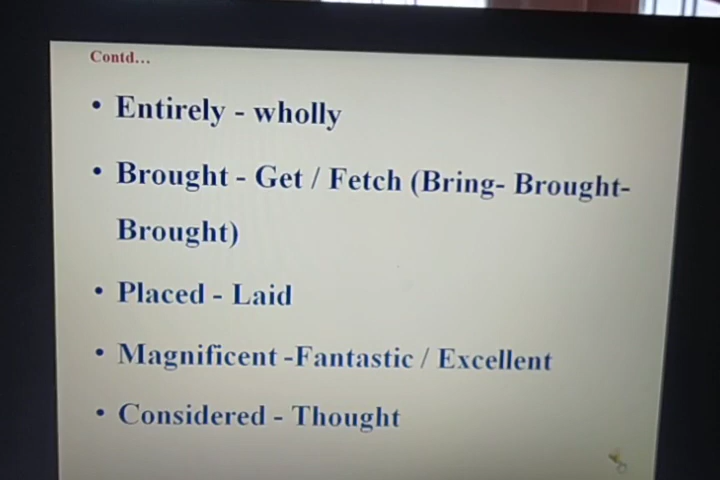 Contd...
• Entirely - wholly
• Brought - Get / Fetch (Bring- Brought-
Brought)
• Placed - Laid
• Magnificent -Fantastic / Excellent
• Considered - Thought